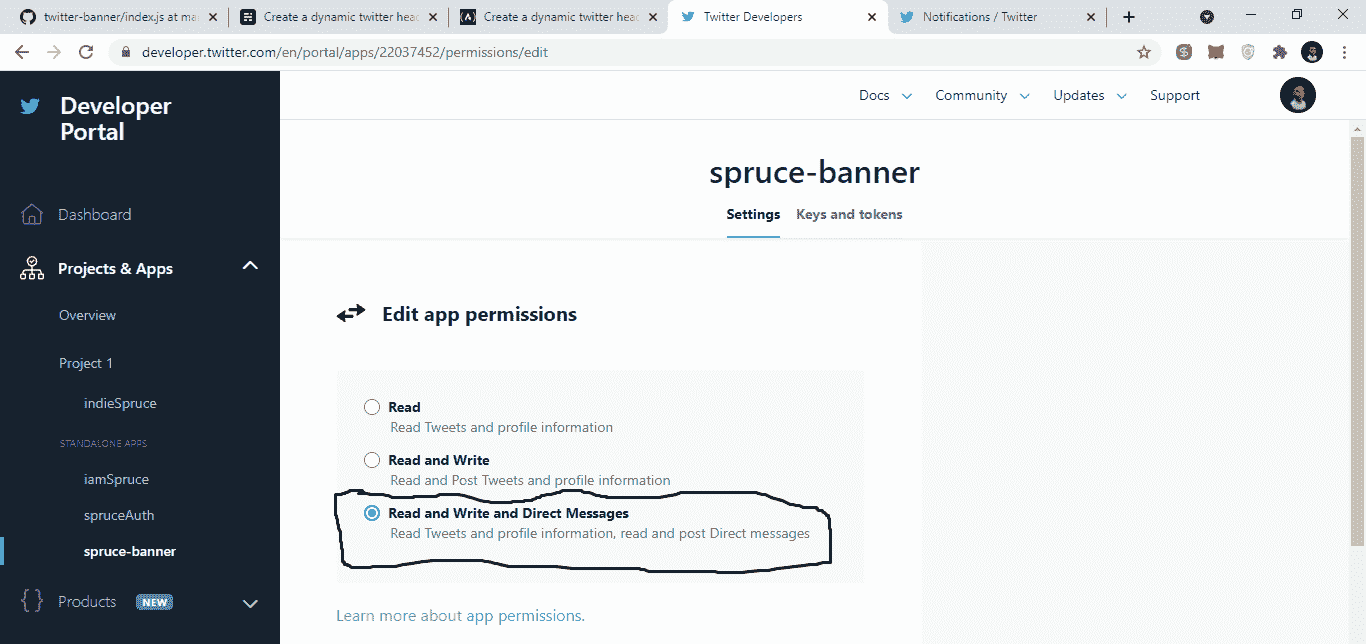 twitter-banner/index.js at ma
Create a dynamic twitter head
Create a dynamic twitter head
Twitter Developers
Notifications / Twitter
developer.twitter.com/en/portal/apps/22037452/permissions/edit
Developer
Portal
Docs
Community
Updates
Support
spruce-banner
Settings
Keys and tokens
Dashboard
Projects & Apps
Overview
Project 1
indieSpruce
STANDALONE APPS
iamSpruce
spruceAuth
spruce-banner
Products NEW
Edit app permissions
Read
Read Tweets and profile information
Read and Write
Read and Post Tweets and profile information
Read and Write and Direct Messages
Read Tweets and profile information, read and post Direct messages
Learn more about app permissions.